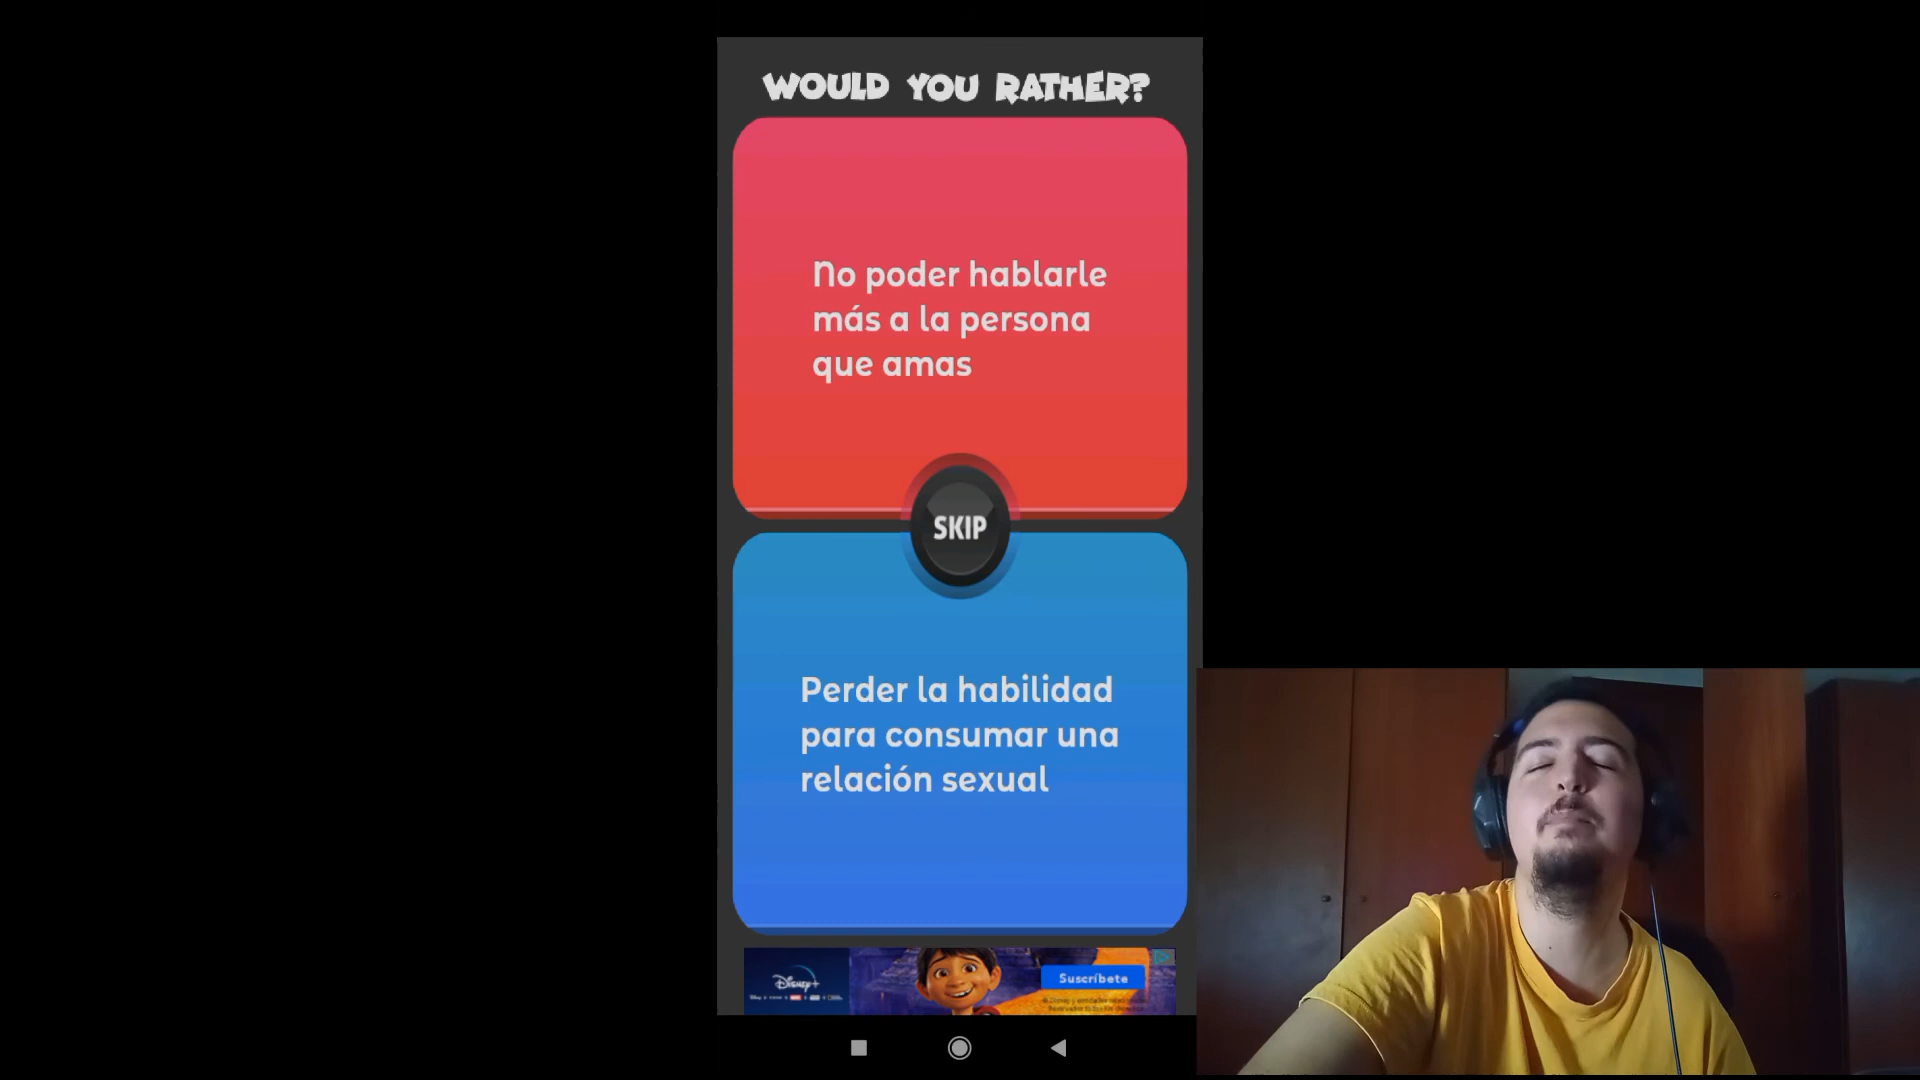 WOULD YOU RATHER?
No poder hablarle
más a la persona
que amas
SKIP
Perder la habilidad
para consumar una
relación sexual
Disney+
Suscríbete